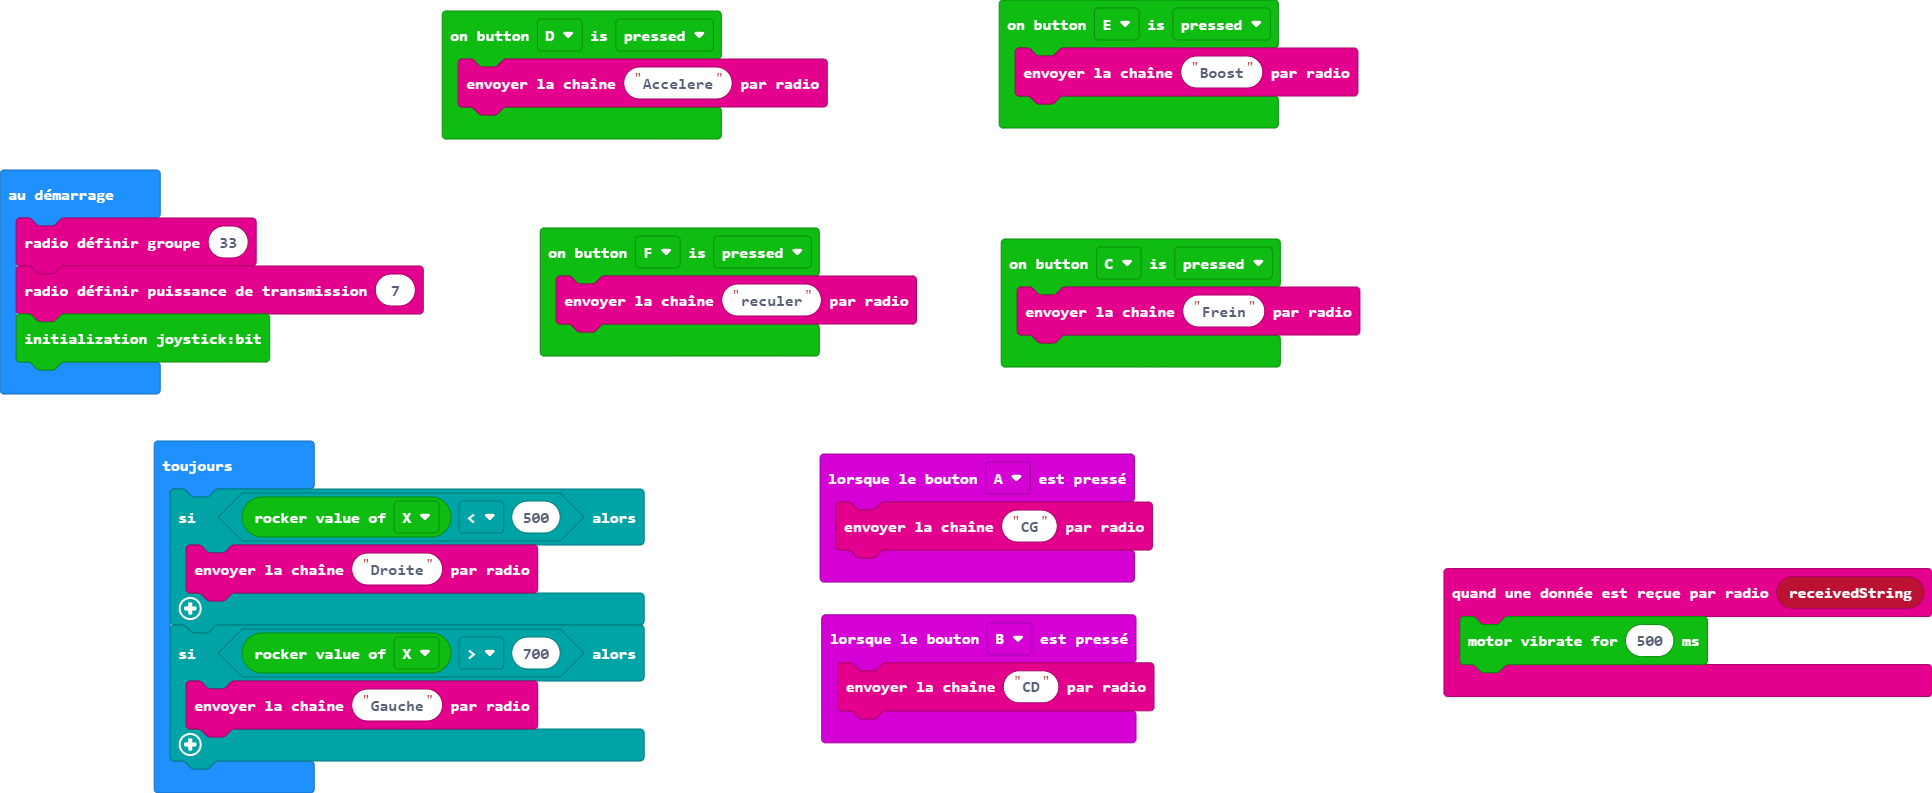 on button D is pressed
envoyer la chaîne "Accelere" par radio
on button E is pressed
envoyer la chaîne "Boost" par radio
au démarrage
radio définir groupe 33
radio définir puissance de transmission 7
initialization joystick:bit
on button F is pressed
envoyer la chaîne "reculer" par radio
on button C is pressed
envoyer la chaîne "Frein" par radio
toujours
si rocker value of X < 500 alors
envoyer la chaîne "Droite" par radio
si rocker value of X > 700 alors
envoyer la chaîne "Gauche" par radio
lorsque le bouton A est pressé
envoyer la chaîne "CG" par radio
lorsque le bouton B est pressé
envoyer la chaîne "CD" par radio
quand une donnée est reçue par radio receivedString
motor vibrate for 500 ms